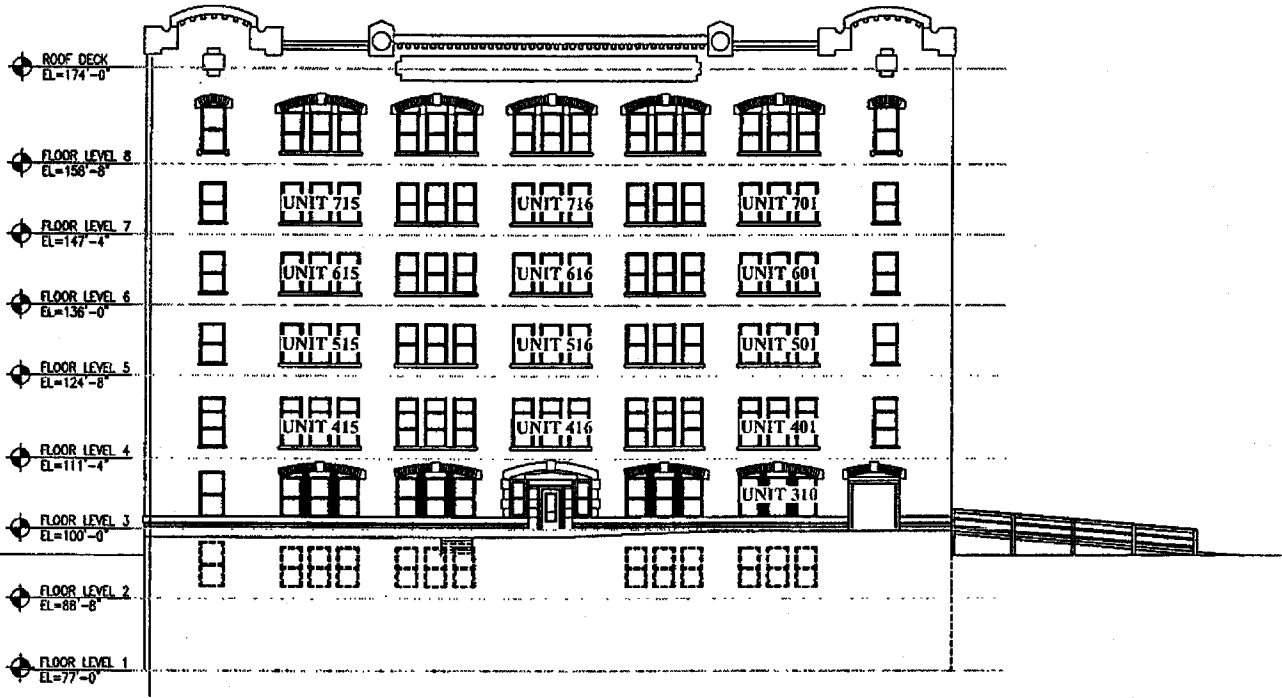 ROOF DECK
EL=174'-0"
FLOOR LEVEL 8
EL=158'-8"
UNIT 715 UNIT 716 UNIT 701
FLOOR LEVEL 7
EL=147'-4"
UNIT 615 UNIT 616 UNIT 601
FLOOR LEVEL 6
EL=136'-0"
UNIT 515 UNIT 516 UNIT 501
FLOOR LEVEL 5
EL=124'-8"
UNIT 415 UNIT 416 UNIT 401
FLOOR LEVEL 4
EL=111'-4"
UNIT 310
FLOOR LEVEL 3
EL=100'-0"
FLOOR LEVEL 2
EL=88'-8"
FLOOR LEVEL 1
EL=77'-0"